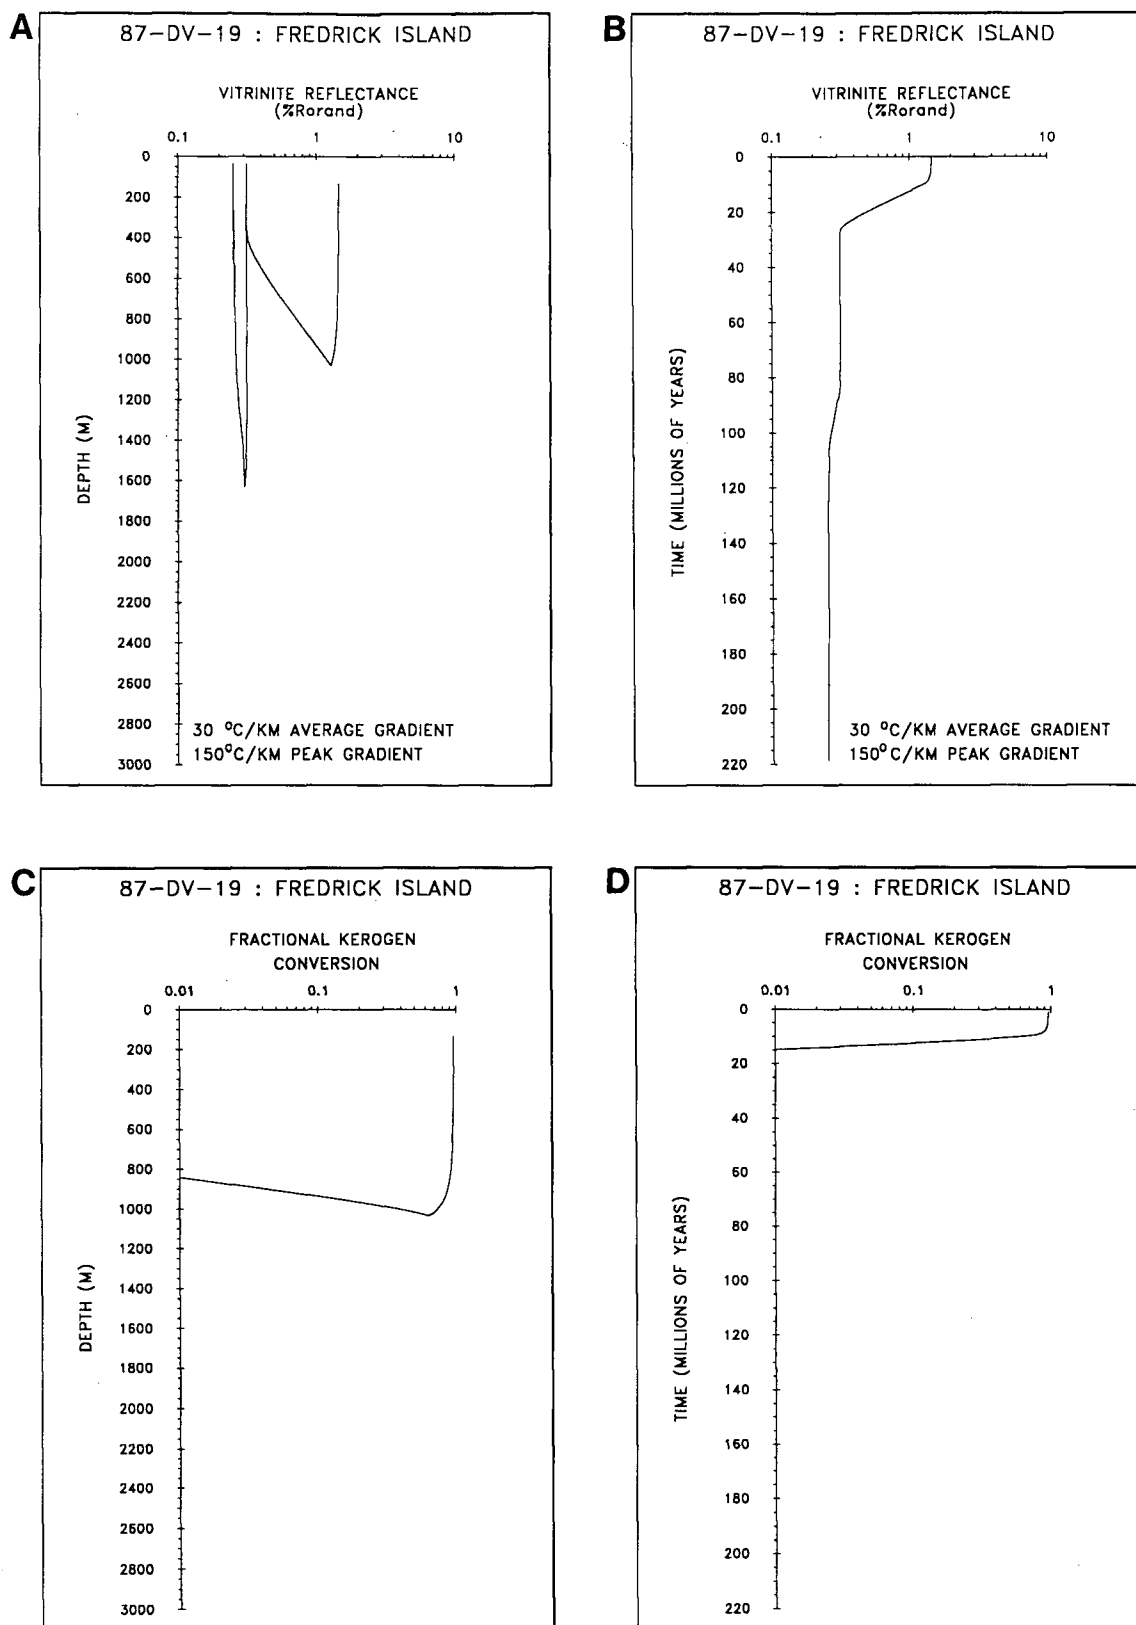 A
87-DV-19 : FREDRICK ISLAND
VITRINITE REFLECTANCE
(%Rorand)
0.1 1 10
0
200
400
600
800
1000
1200
1400
1600
1800
2000
2200
2400
2600
2800
3000
DEPTH (M)
30 °C/KM AVERAGE GRADIENT
150°C/KM PEAK GRADIENT
B
87-DV-19 : FREDRICK ISLAND
VITRINITE REFLECTANCE
(%Rorand)
0.1 1 10
0
20
40
60
80
100
120
140
160
180
200
220
TIME (MILLIONS OF YEARS)
30 °C/KM AVERAGE GRADIENT
150°C/KM PEAK GRADIENT
C
87-DV-19 : FREDRICK ISLAND
FRACTIONAL KEROGEN
CONVERSION
0.01 0.1 1
0
200
400
600
800
1000
1200
1400
1600
1800
2000
2200
2400
2600
2800
3000
DEPTH (M)
D
87-DV-19 : FREDRICK ISLAND
FRACTIONAL KEROGEN
CONVERSION
0.01 0.1 1
0
20
40
60
80
100
120
140
160
180
200
220
TIME (MILLIONS OF YEARS)